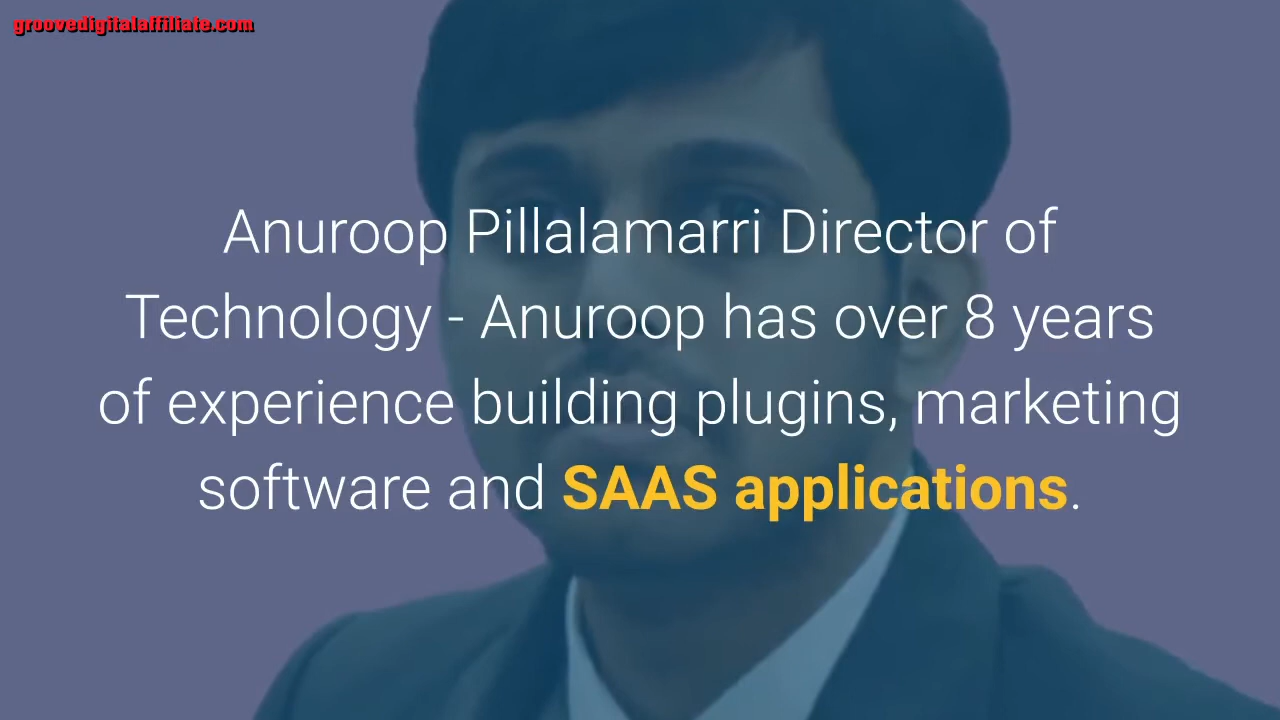 groovedigitalaffiliate.com
Anuroop Pillalamarri Director of
Technology - Anuroop has over 8 years
of experience building plugins, marketing
software and SAAS applications.